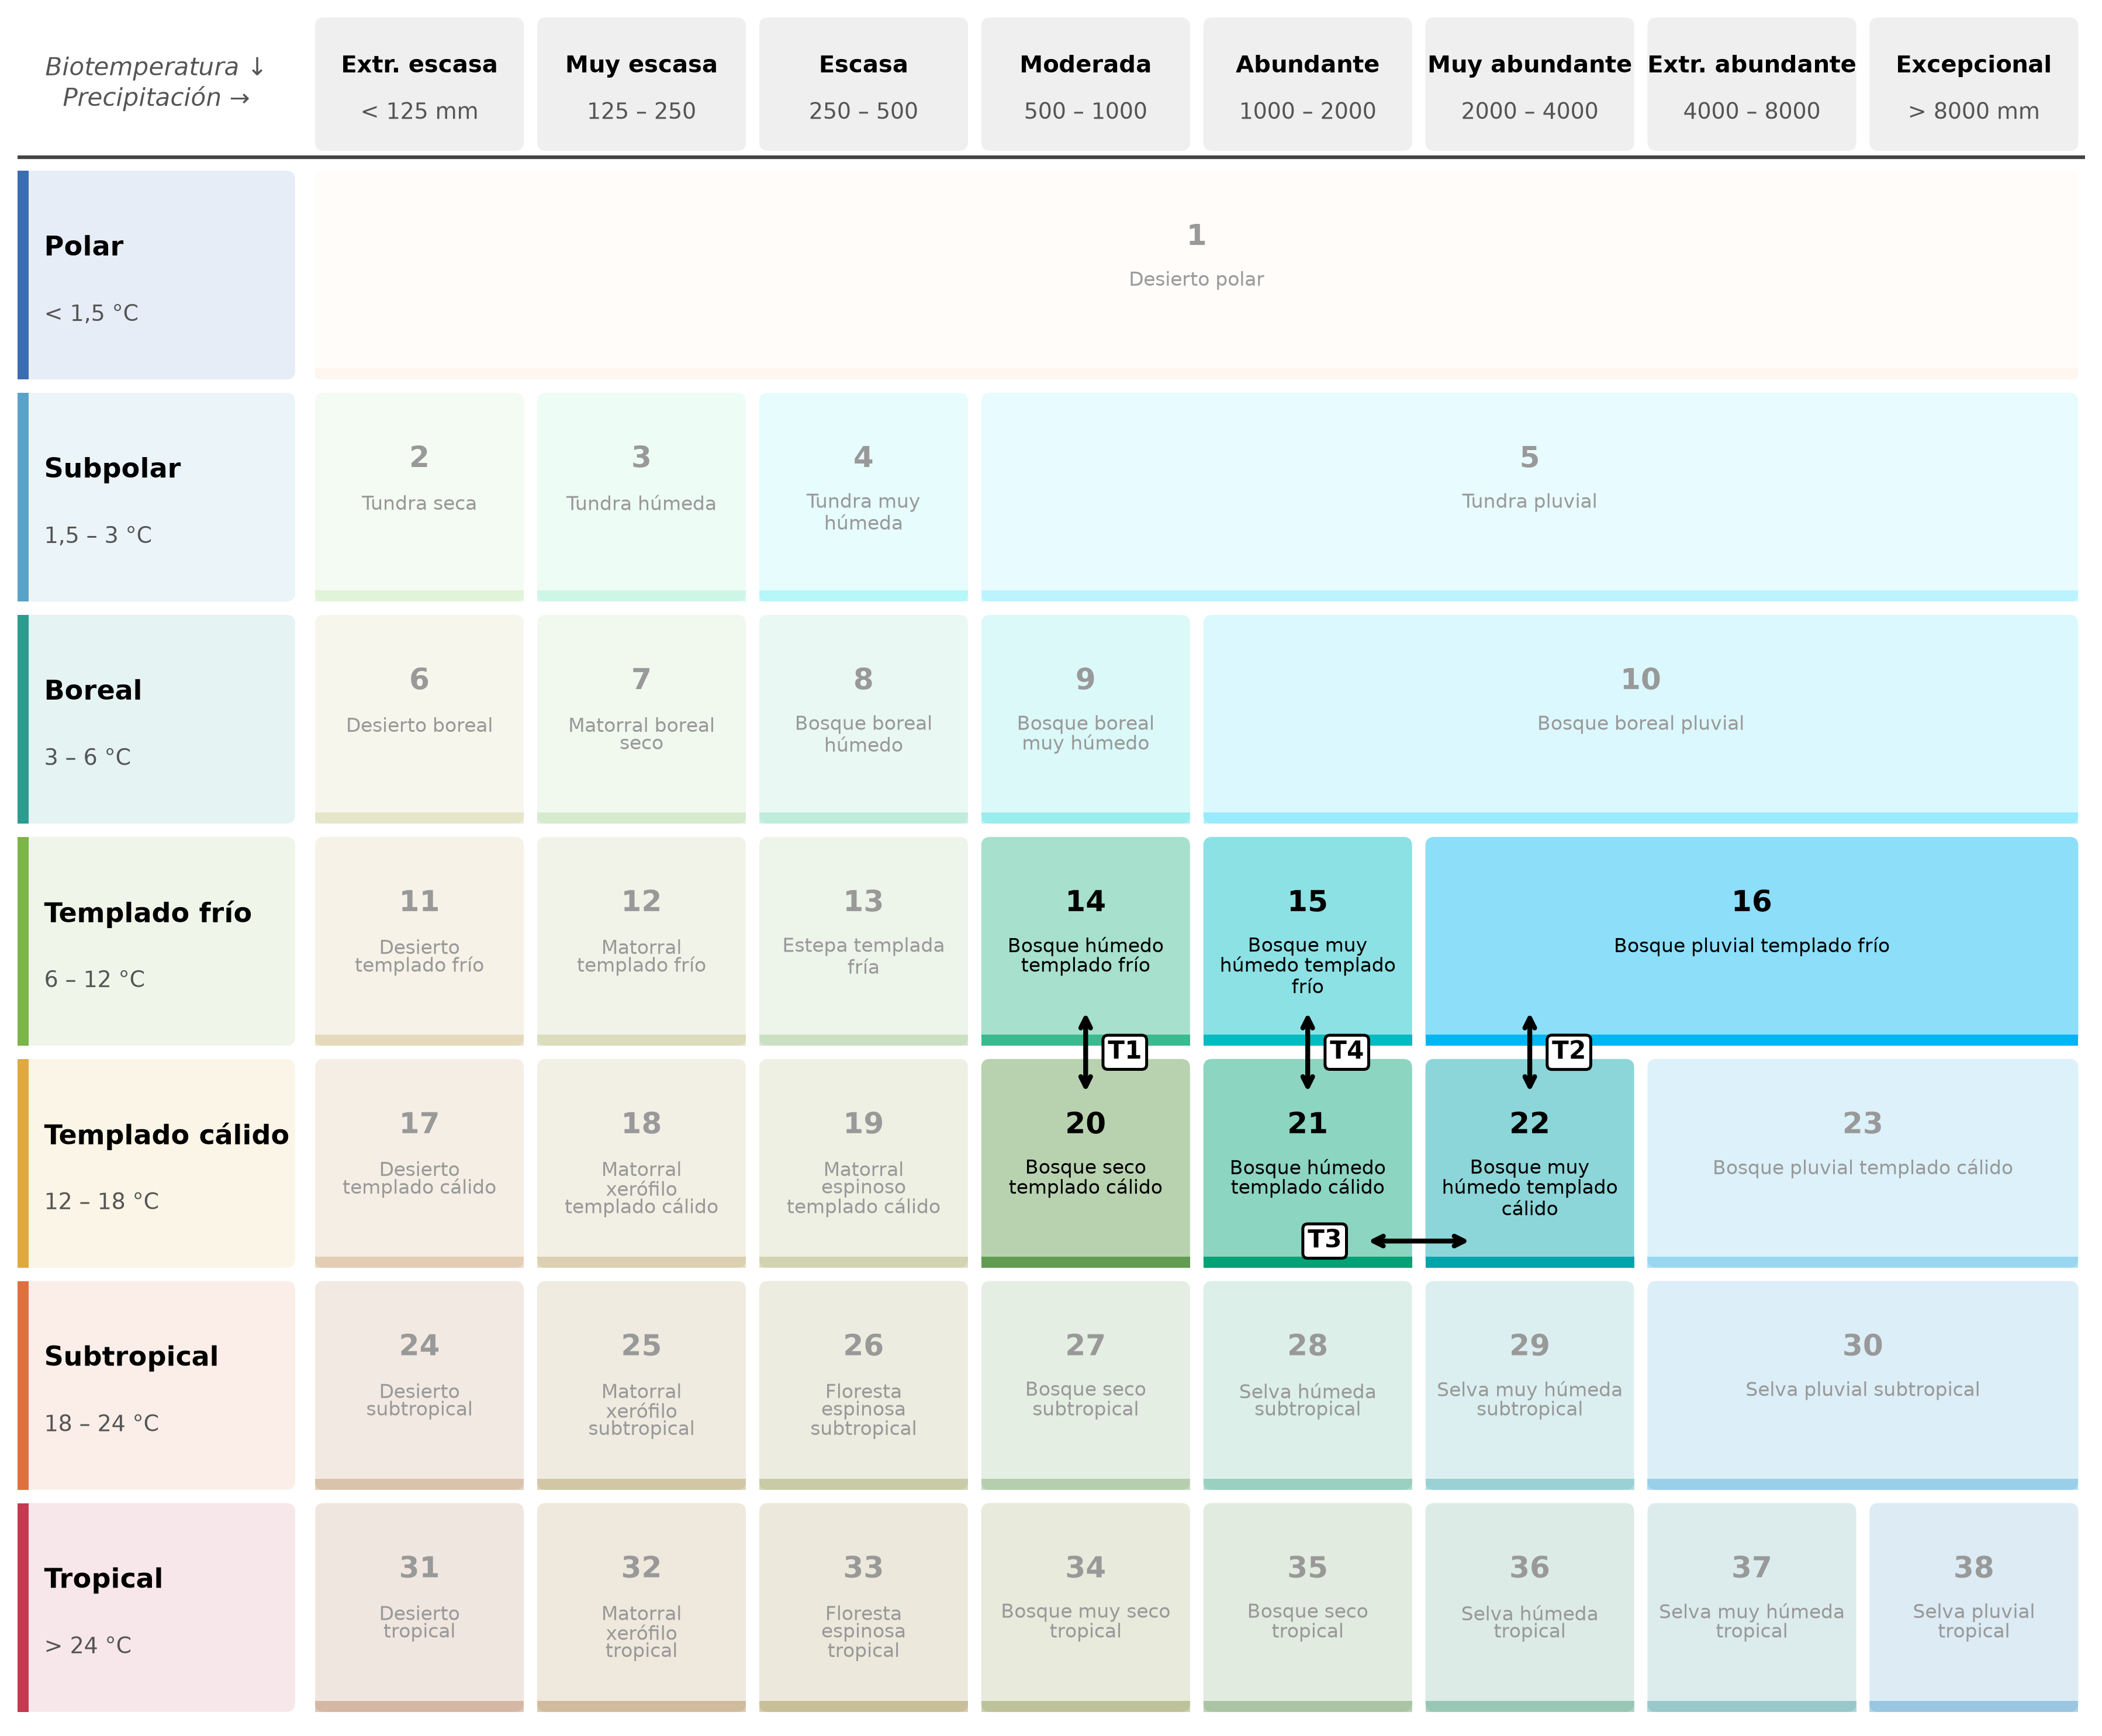 Biotemperatura ↓
Precipitación →
Extr. escasa
< 125 mm
Muy escasa
125 – 250
Escasa
250 – 500
Moderada
500 – 1000
Abundante
1000 – 2000
Muy abundante
2000 – 4000
Extr. abundante
4000 – 8000
Excepcional
> 8000 mm
Polar
< 1,5 °C
1
Desierto polar
Subpolar
1,5 – 3 °C
2
Tundra seca
3
Tundra húmeda
4
Tundra muy
húmeda
5
Tundra pluvial
Boreal
3 – 6 °C
6
Desierto boreal
7
Matorral boreal
seco
8
Bosque boreal
húmedo
9
Bosque boreal
muy húmedo
10
Bosque boreal pluvial
Templado frío
6 – 12 °C
11
Desierto
templado frío
12
Matorral
templado frío
13
Estepa templada
fría
14
Bosque húmedo
templado frío
15
Bosque muy
húmedo templado
frío
16
Bosque pluvial templado frío
T1
T4
T2
Templado cálido
12 – 18 °C
17
Desierto
templado cálido
18
Matorral
xerófilo
templado cálido
19
Matorral
espinoso
templado cálido
20
Bosque seco
templado cálido
21
Bosque húmedo
templado cálido
22
Bosque muy
húmedo templado
cálido
23
Bosque pluvial templado cálido
T3
Subtropical
18 – 24 °C
24
Desierto
subtropical
25
Matorral
xerófilo
subtropical
26
Floresta
espinosa
subtropical
27
Bosque seco
subtropical
28
Selva húmeda
subtropical
29
Selva muy húmeda
subtropical
30
Selva pluvial subtropical
Tropical
> 24 °C
31
Desierto
tropical
32
Matorral
xerófilo
tropical
33
Floresta
espinosa
tropical
34
Bosque muy seco
tropical
35
Bosque seco
tropical
36
Selva húmeda
tropical
37
Selva muy húmeda
tropical
38
Selva pluvial
tropical